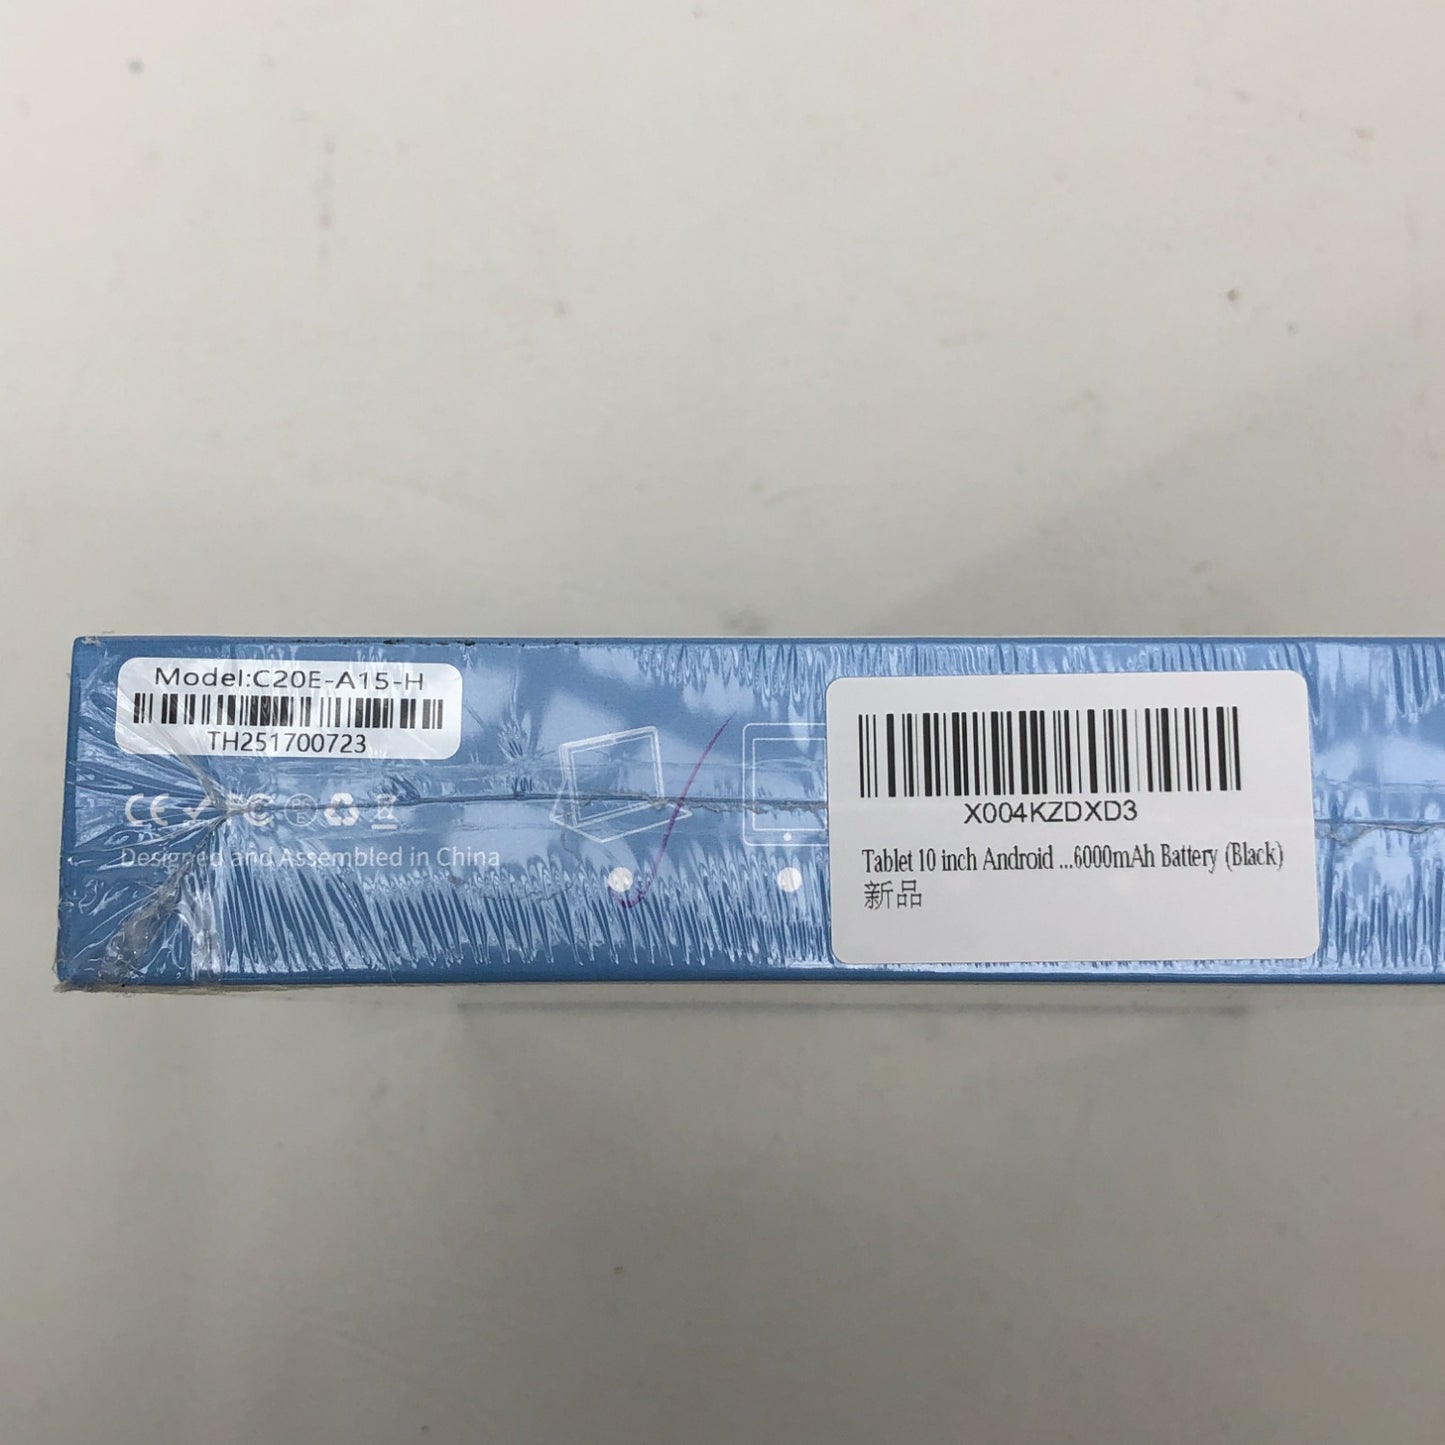 Model:C20E-A15-H
TH251700723
Designed and Assembled in China
X004KZDXD3
Tablet 10 inch Android ...6000mAh Battery (Black)
新品